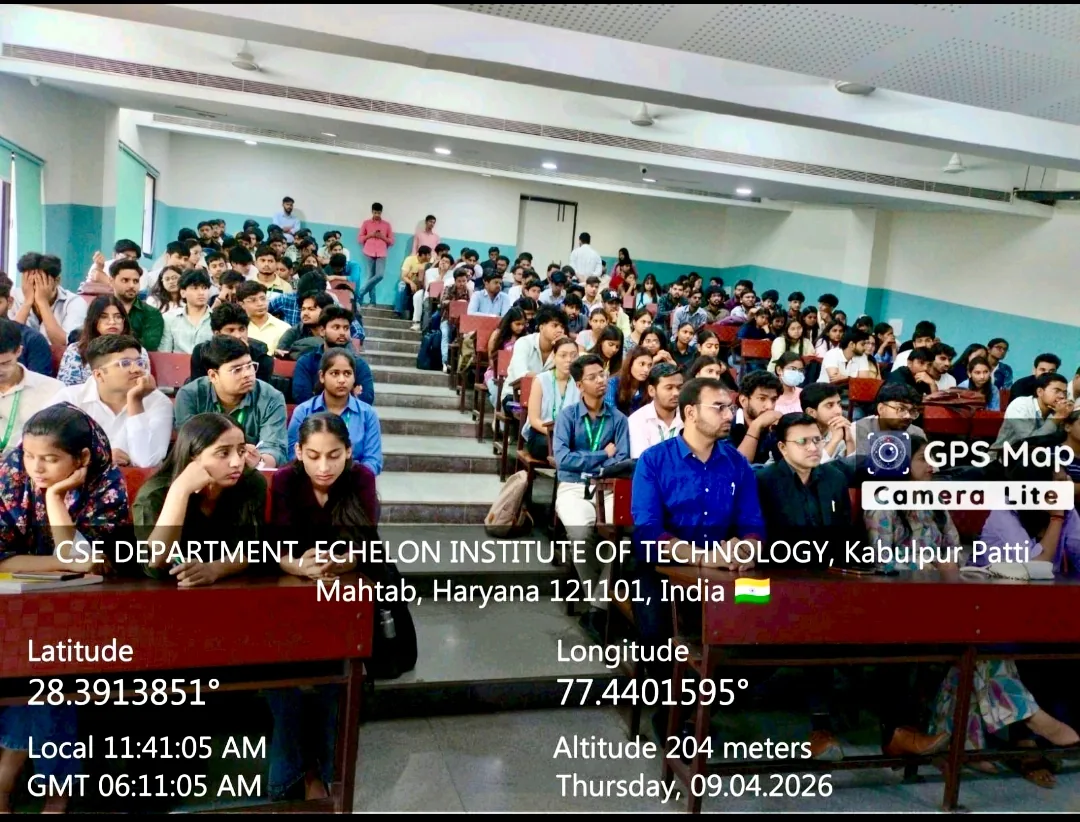 GPS Map
Camera Lite
CSE DEPARTMENT, ECHELON INSTITUTE OF TECHNOLOGY, Kabulpur Patti
Mahtab, Haryana 121101, India 🇮🇳
Latitude
28.3913851°
Longitude
77.4401595°
Local 11:41:05 AM
GMT 06:11:05 AM
Altitude 204 meters
Thursday, 09.04.2026